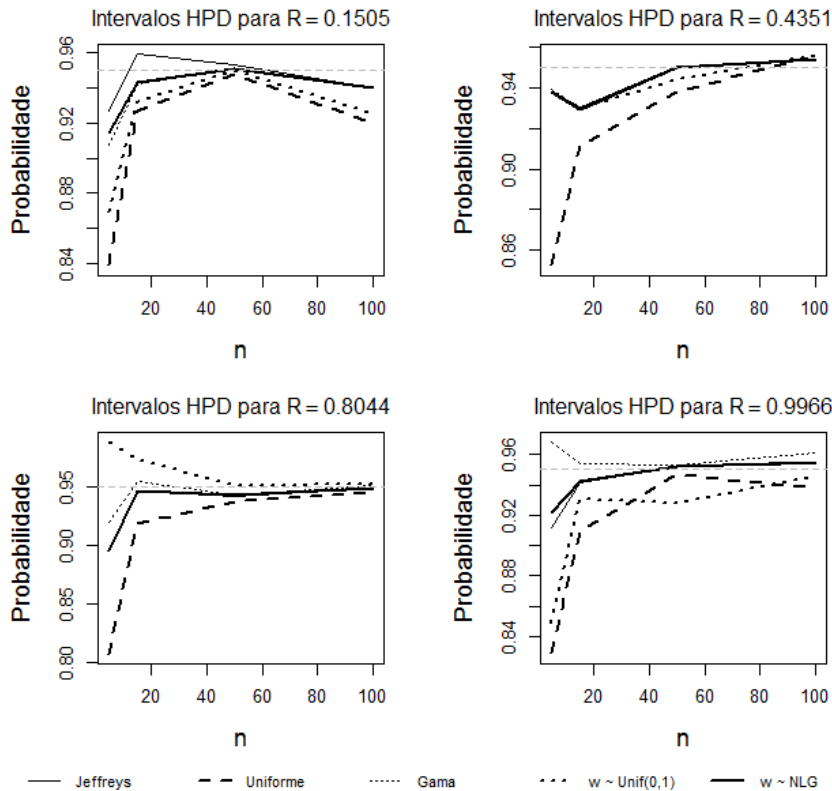 Intervalos HPD para R = 0.1505
Probabilidade
0.84 0.88 0.92 0.96
20 40 60 80 100
n
Intervalos HPD para R = 0.4351
Probabilidade
0.86 0.90 0.94
20 40 60 80 100
n
Intervalos HPD para R = 0.8044
Probabilidade
0.80 0.85 0.90 0.95
20 40 60 80 100
n
Intervalos HPD para R = 0.9966
Probabilidade
0.84 0.88 0.92 0.96
20 40 60 80 100
n
Jeffreys Uniforme Gama w ~ Unif(0,1) w ~ NLG